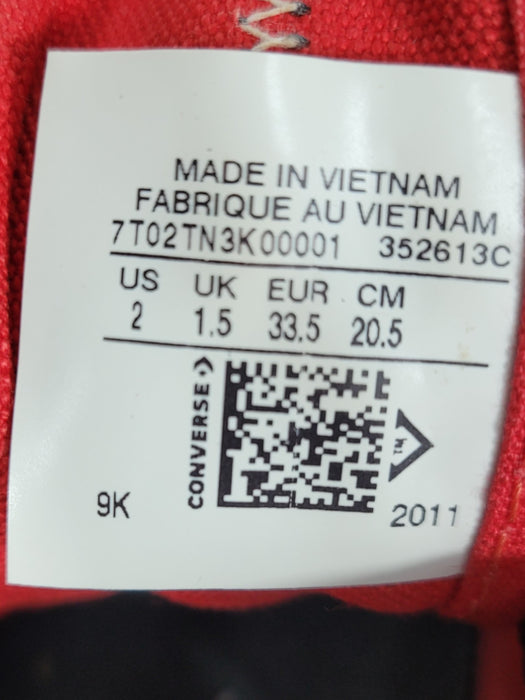 MADE IN VIETNAM
FABRIQUE AU VIETNAM
7T02TN3K00001 352613C
US UK EUR CM
2 1.5 33.5 20.5
CONVERSE
9K
2011